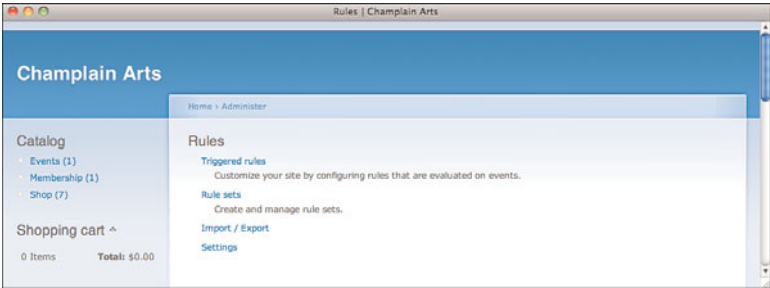 Rules | Champlain Arts
Champlain Arts
Home › Administer
Catalog
Events (1)
Membership (1)
Shop (7)
Shopping cart ^
0 Items Total: $0.00
Rules
Triggered rules
Customize your site by configuring rules that are evaluated on events.
Rule sets
Create and manage rule sets.
Import / Export
Settings